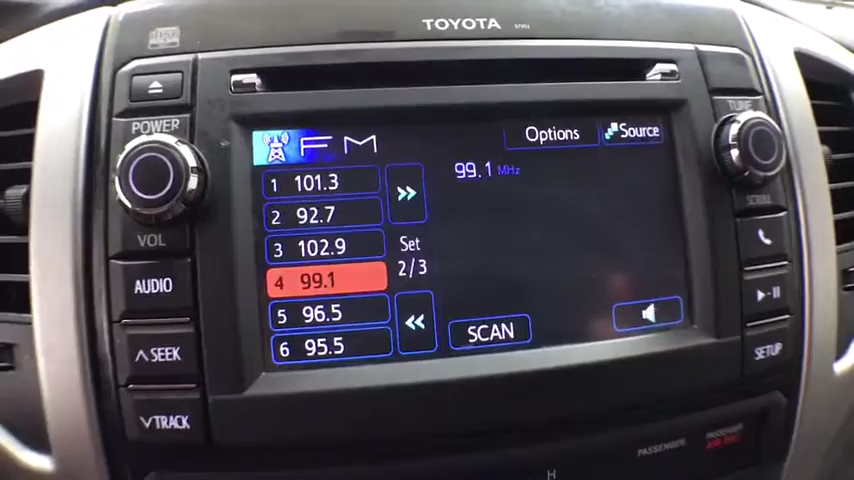 TOYOTA
POWER
TUNE
FM
Options
Source
1 101.3
99.1 MHz
2 92.7
SCROLL
VOL
3 102.9
Set
2/3
AUDIO
4 99.1
5 96.5
SCAN
SEEK
6 95.5
SETUP
TRACK
PASSENGER
PASSENGER
AIR BAG
H